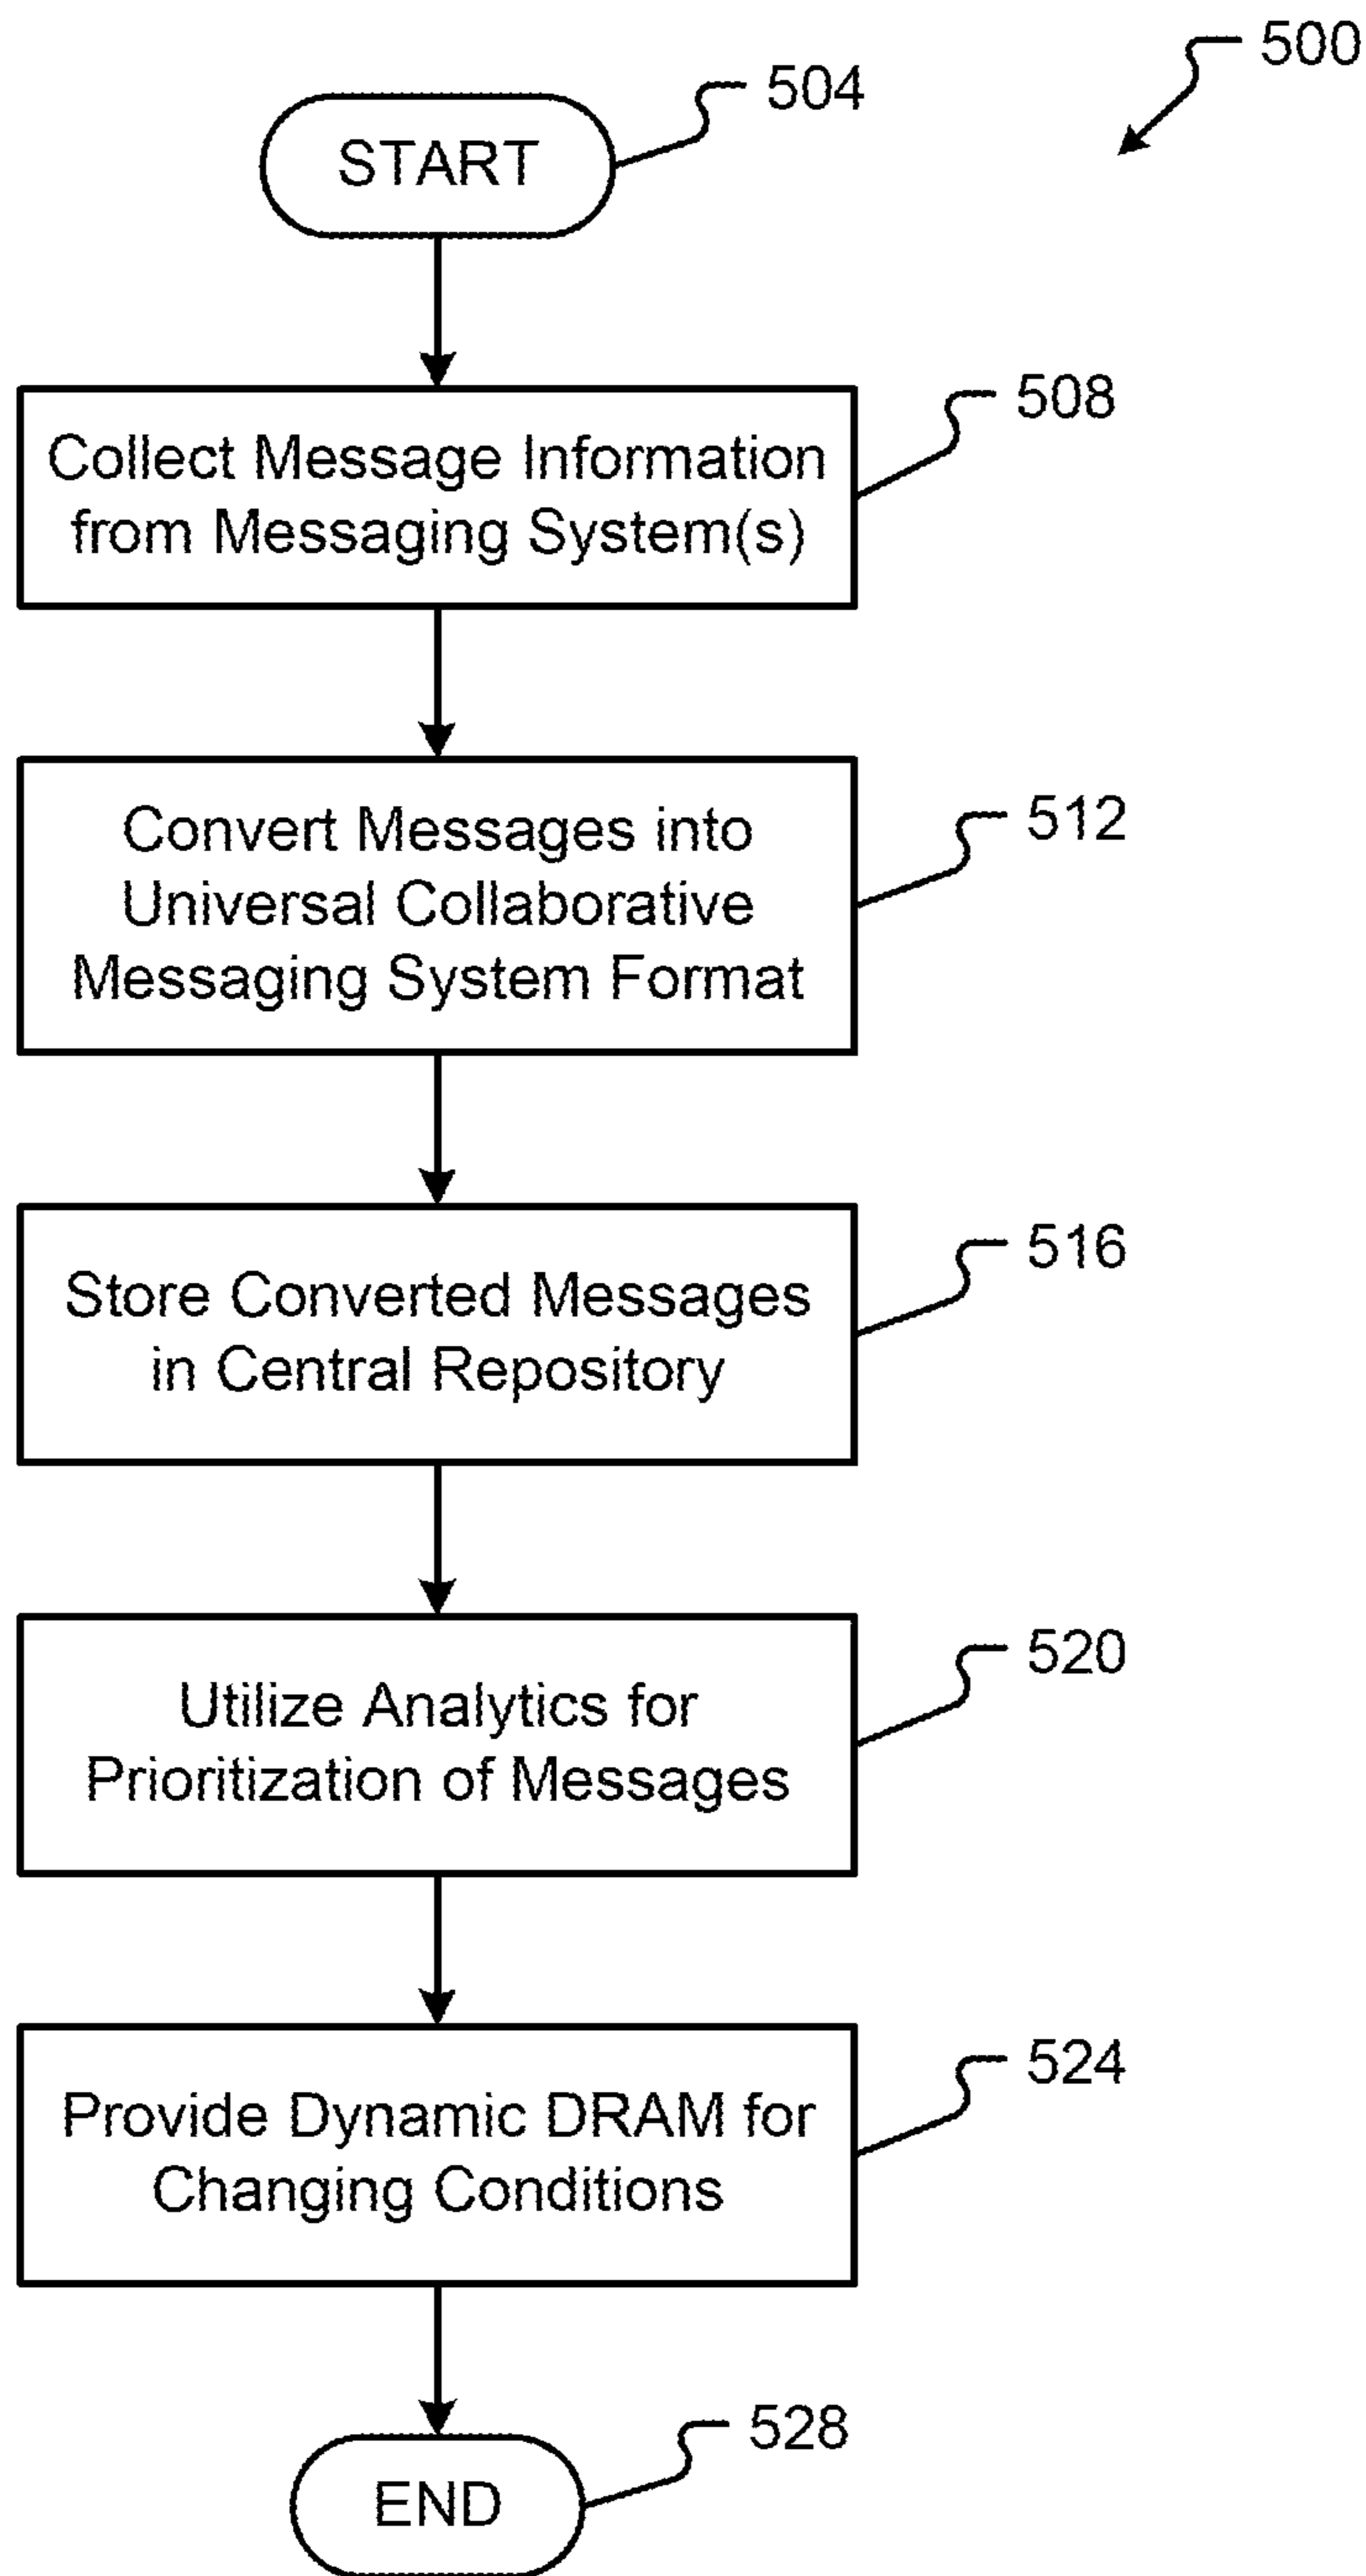 500
504
START
508
Collect Message Information
from Messaging System(s)
512
Convert Messages into
Universal Collaborative
Messaging System Format
516
Store Converted Messages
in Central Repository
520
Utilize Analytics for
Prioritization of Messages
524
Provide Dynamic DRAM for
Changing Conditions
528
END